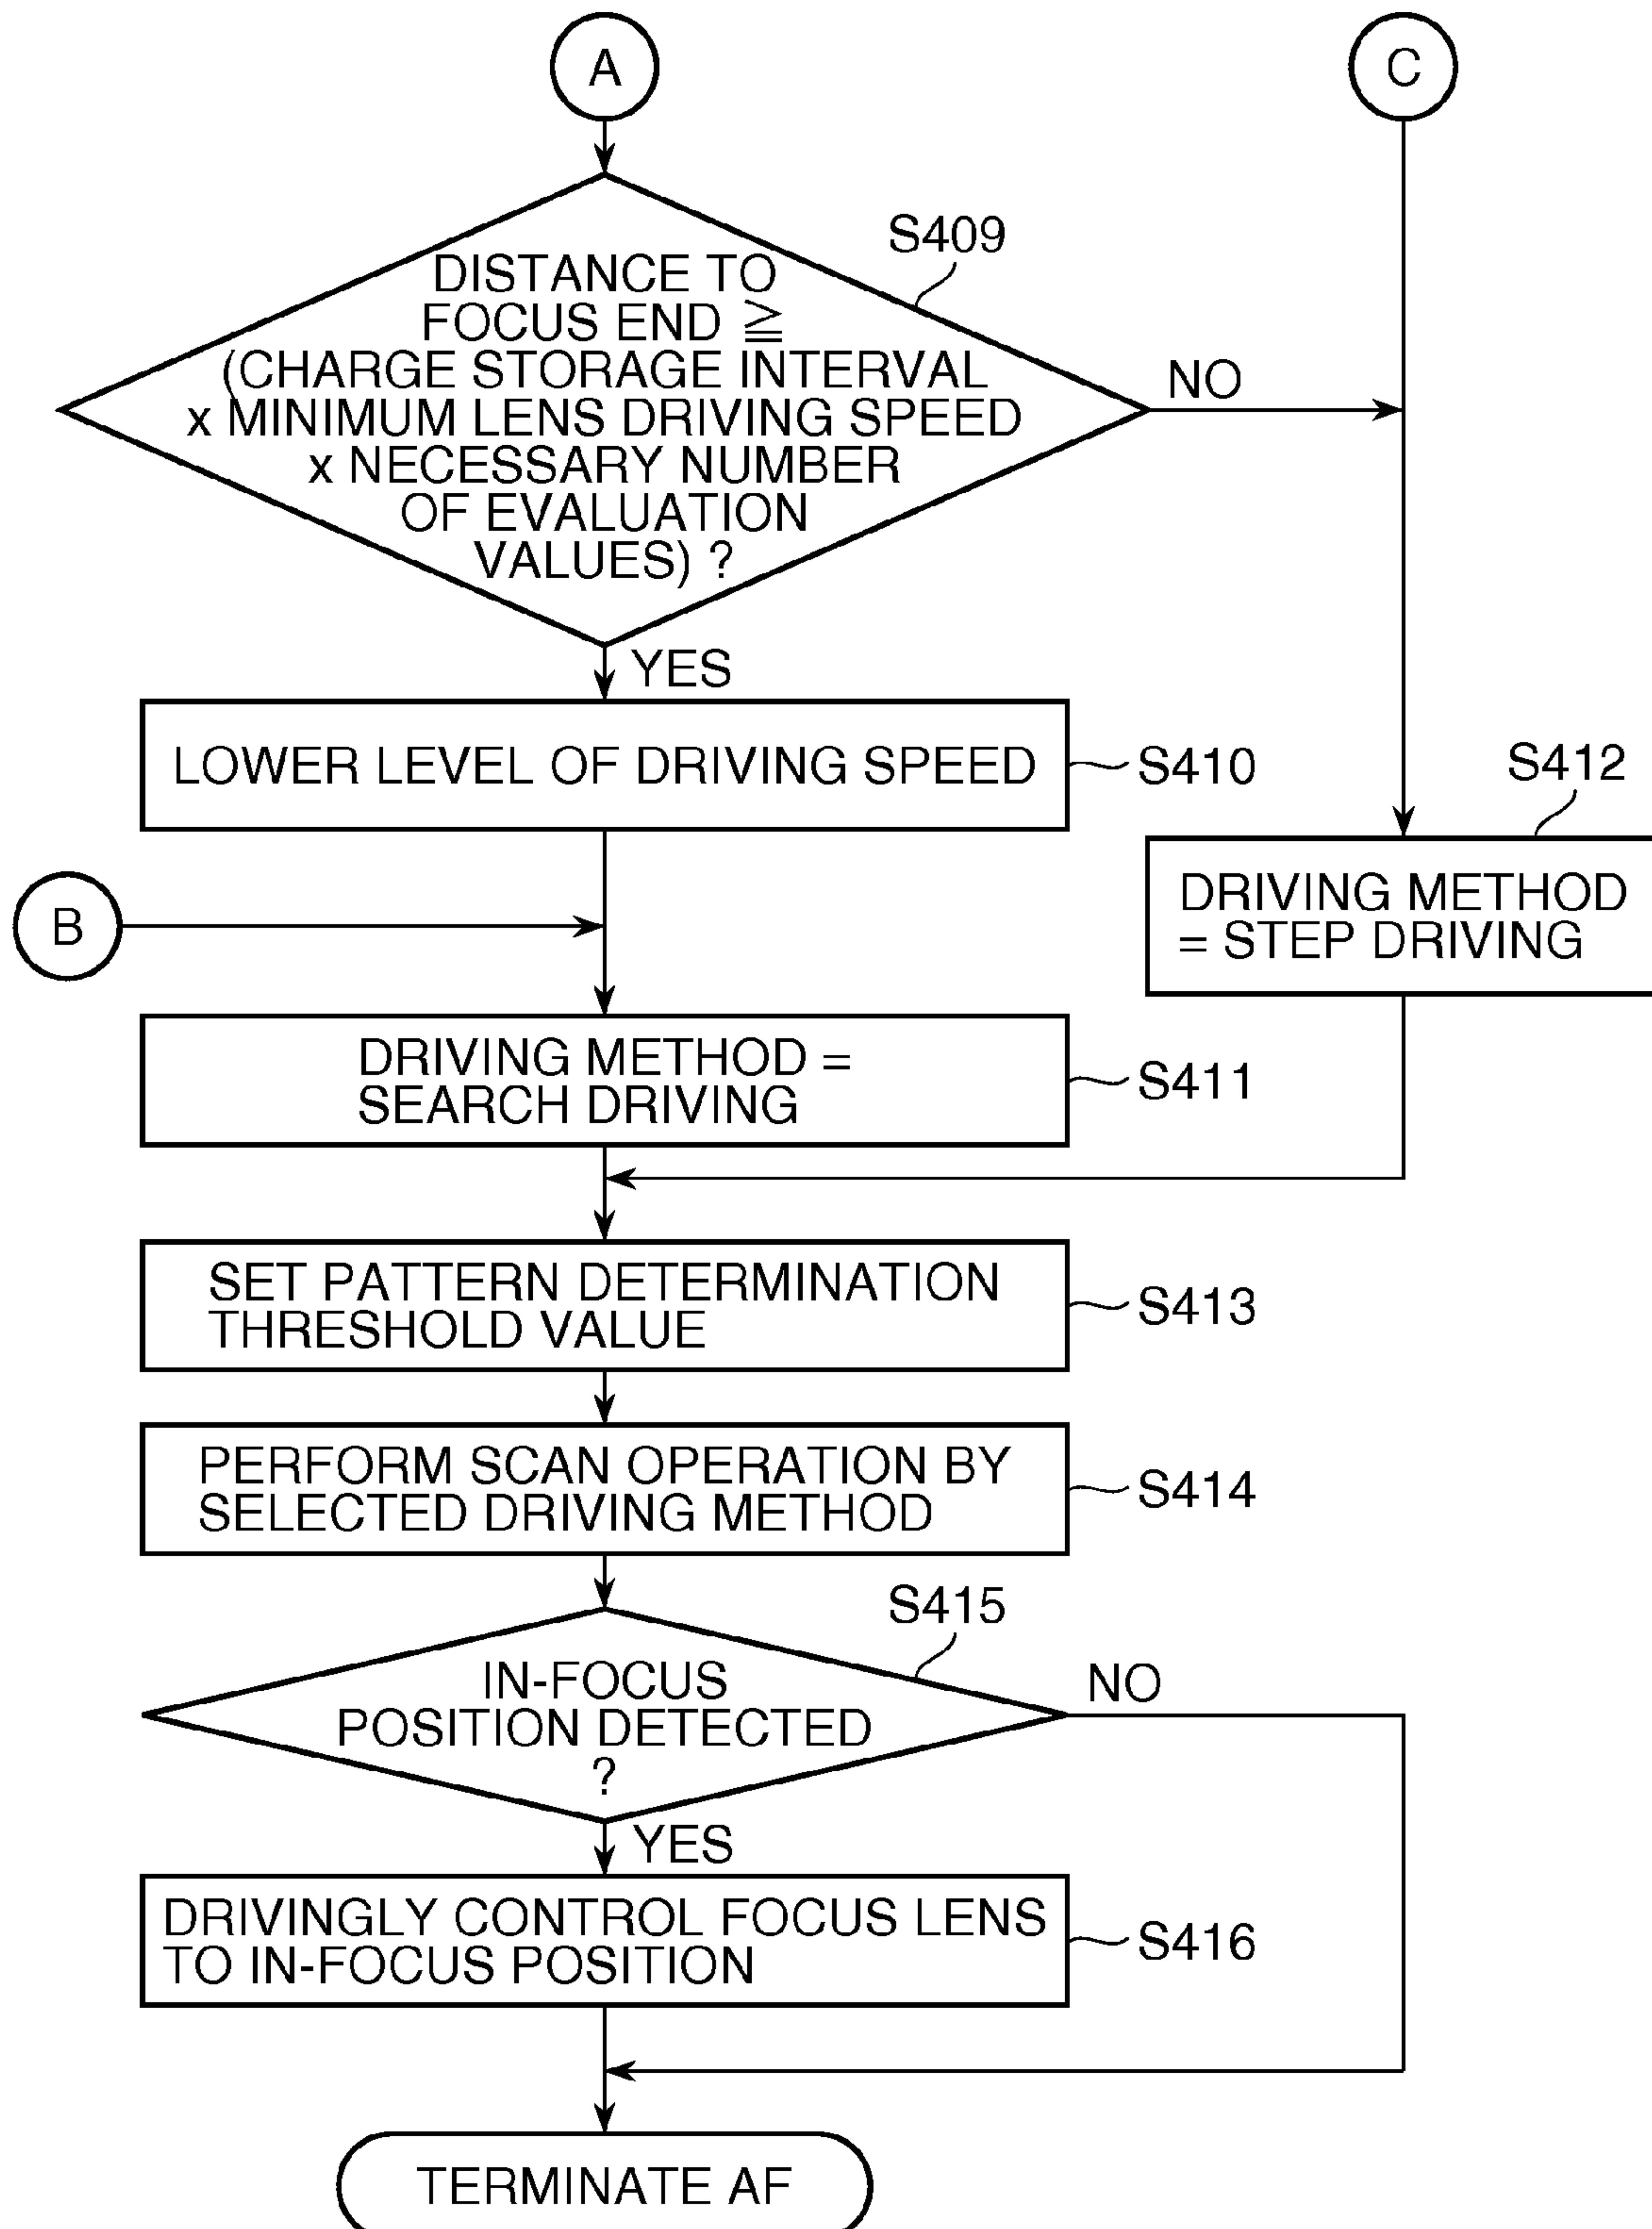 A
C
S409
DISTANCE TO
FOCUS END ≧
(CHARGE STORAGE INTERVAL
x MINIMUM LENS DRIVING SPEED
x NECESSARY NUMBER
OF EVALUATION
VALUES) ?
NO
YES
LOWER LEVEL OF DRIVING SPEED
S410
S412
DRIVING METHOD
= STEP DRIVING
B
DRIVING METHOD =
SEARCH DRIVING
S411
SET PATTERN DETERMINATION
THRESHOLD VALUE
S413
PERFORM SCAN OPERATION BY
SELECTED DRIVING METHOD
S414
S415
IN-FOCUS
POSITION DETECTED
?
NO
YES
DRIVINGLY CONTROL FOCUS LENS
TO IN-FOCUS POSITION
S416
TERMINATE AF